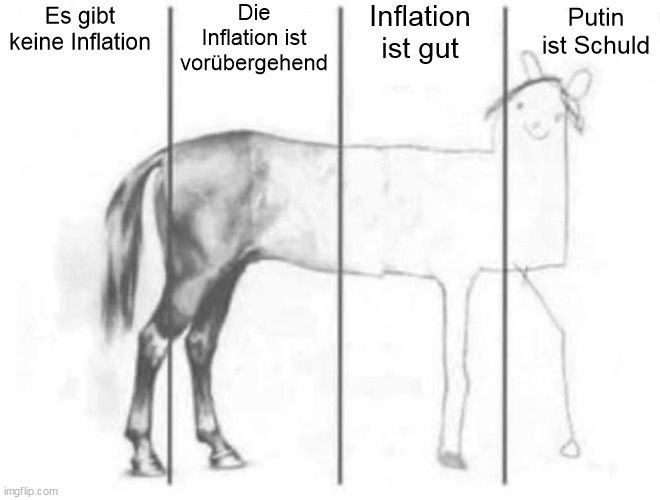 Es gibt
keine Inflation
Die
Inflation ist
vorübergehend
Inflation
ist gut
Putin
ist Schuld
imgflip.com